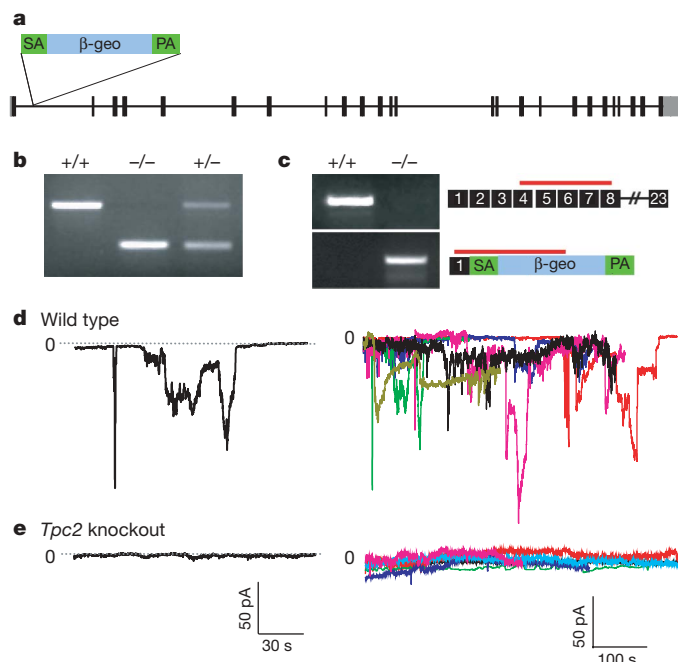 a
SA β-geo PA
b
+/+ –/– +/–
c
+/+ –/–
1 2 3 4 5 6 7 8 23
1 SA β-geo PA
d Wild type
0
0
e Tpc2 knockout
0
0
50 pA
30 s
50 pA
100 s